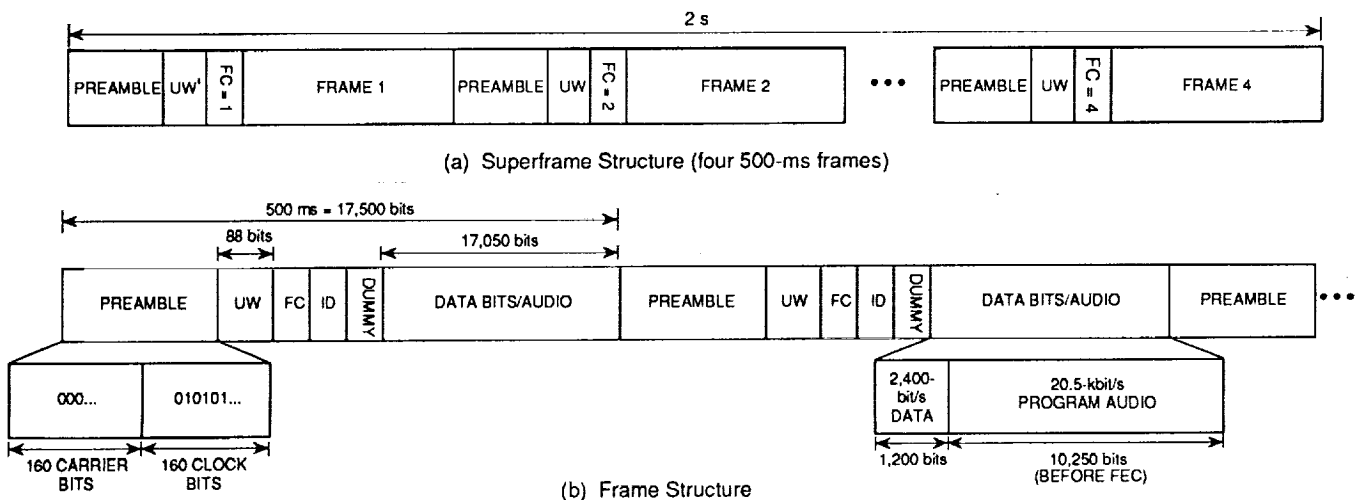 2 s
PREAMBLE UW' FC = 1 FRAME 1 PREAMBLE UW FC = 2 FRAME 2 ••• PREAMBLE UW FC = 4 FRAME 4
(a) Superframe Structure (four 500-ms frames)
500 ms = 17,500 bits
88 bits 17,050 bits
PREAMBLE UW FC ID DUMMY DATA BITS/AUDIO PREAMBLE UW FC ID DUMMY DATA BITS/AUDIO PREAMBLE •••
000... 010101...
2,400-
bit/s
DATA
20.5-kbit/s
PROGRAM AUDIO
160 CARRIER
BITS
160 CLOCK
BITS
1,200 bits
10,250 bits
(BEFORE FEC)
(b) Frame Structure